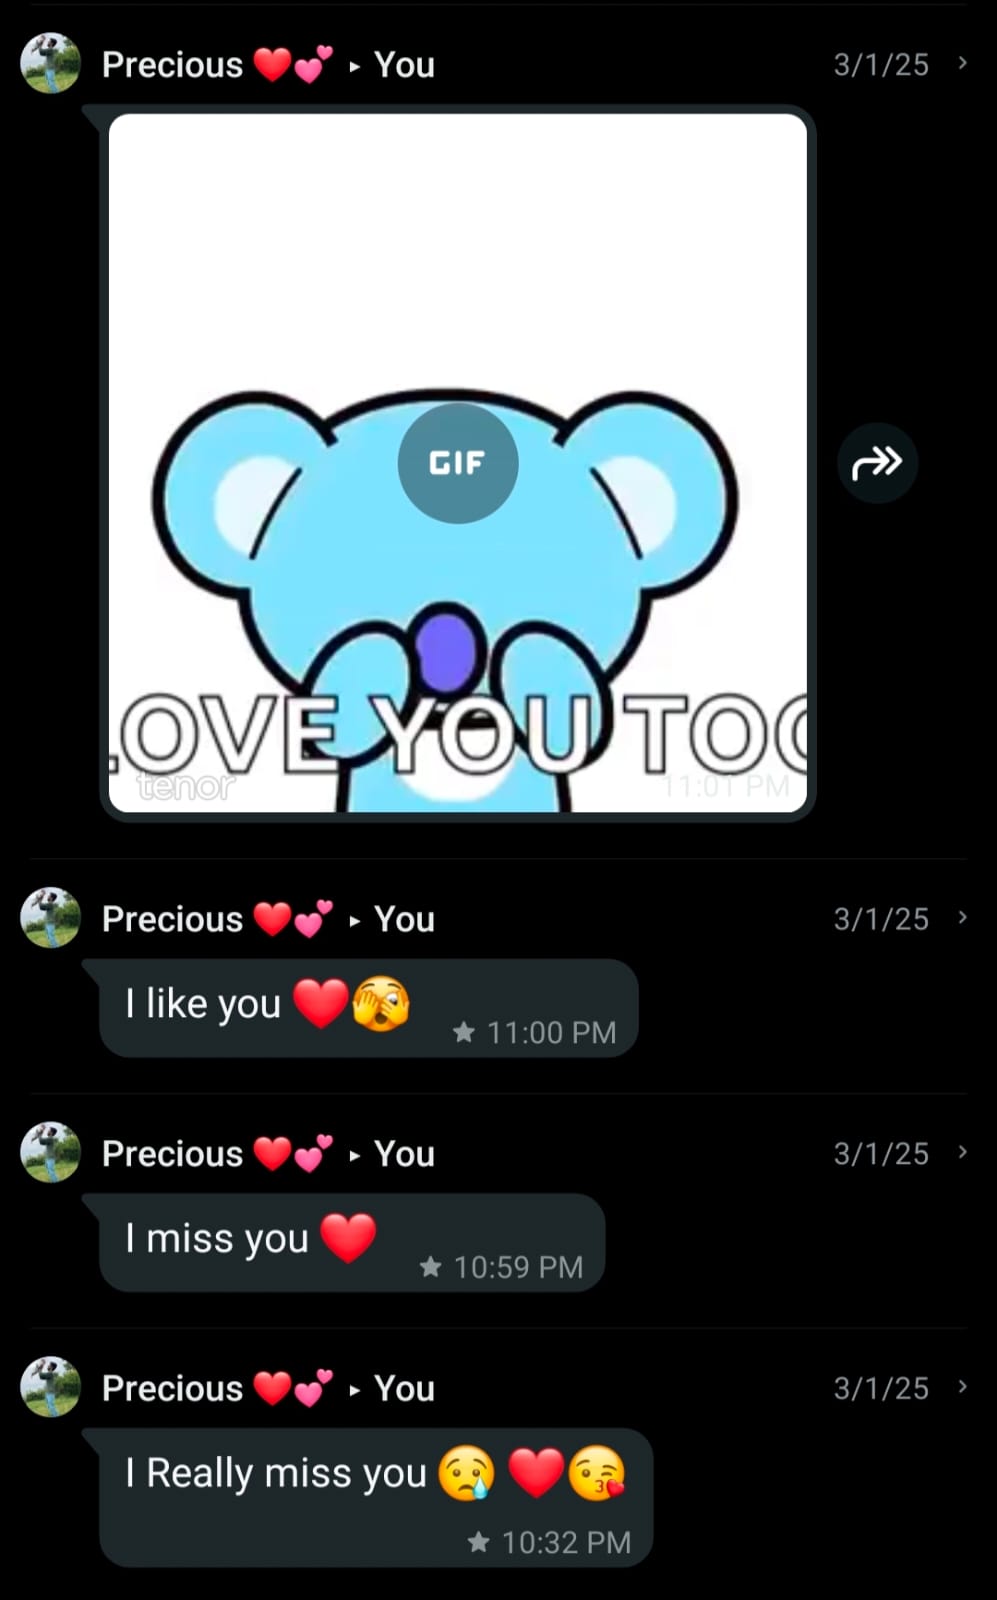 Precious ❤️💕 ▸ You 3/1/25 >
GIF
LOVE YOU TOO
tenor 11:01 PM
Precious ❤️💕 ▸ You 3/1/25 >
I like you ❤️🫣
★ 11:00 PM
Precious ❤️💕 ▸ You 3/1/25 >
I miss you ❤️
★ 10:59 PM
Precious ❤️💕 ▸ You 3/1/25 >
I Really miss you 😢 ❤️😘
★ 10:32 PM